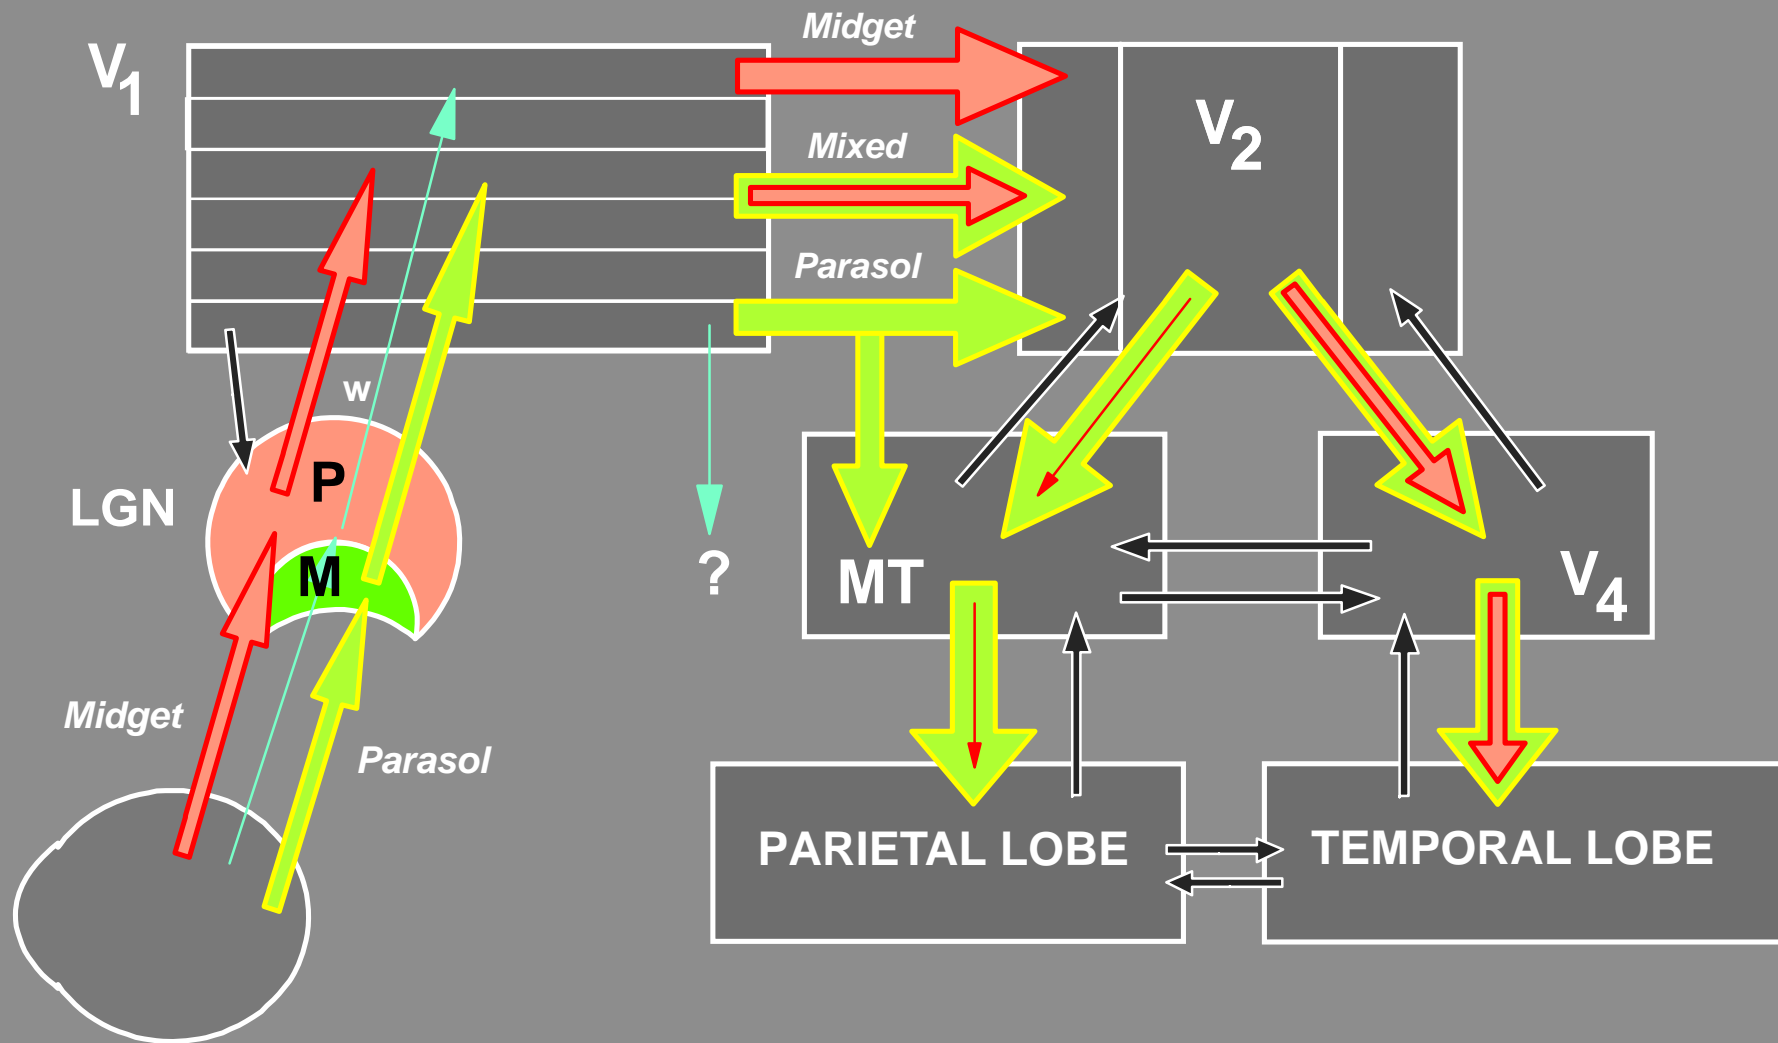 Midget
V1
Mixed
V2
Parasol
w
P
LGN
M
?
MT
V4
Midget
Parasol
PARIETAL LOBE
TEMPORAL LOBE